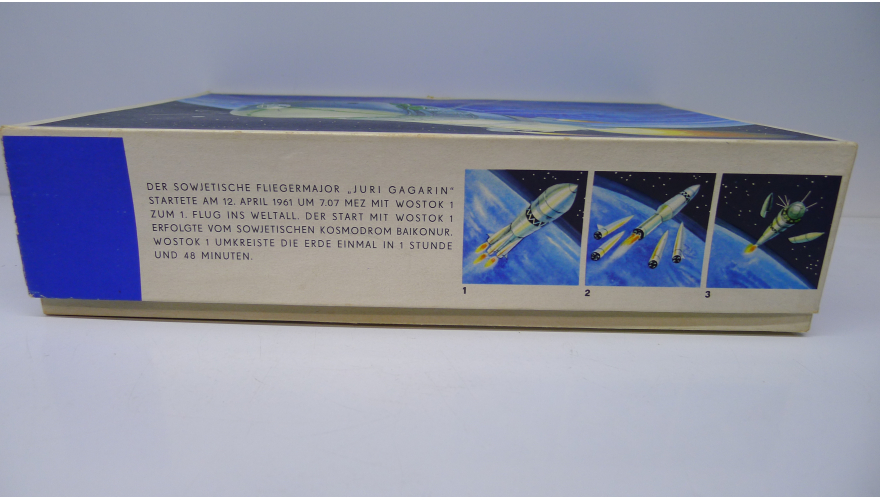 DER SOWJETISCHE FLIEGERMAJOR „JURI GAGARIN“
STARTETE AM 12. APRIL 1961 UM 7.07 MEZ MIT WOSTOK 1
ZUM 1. FLUG INS WELTALL. DER START MIT WOSTOK 1
ERFOLGTE VOM SOWJETISCHEN KOSMODROM BAIKONUR.
WOSTOK 1 UMKREISTE DIE ERDE EINMAL IN 1 STUNDE
UND 48 MINUTEN.
1
2
3